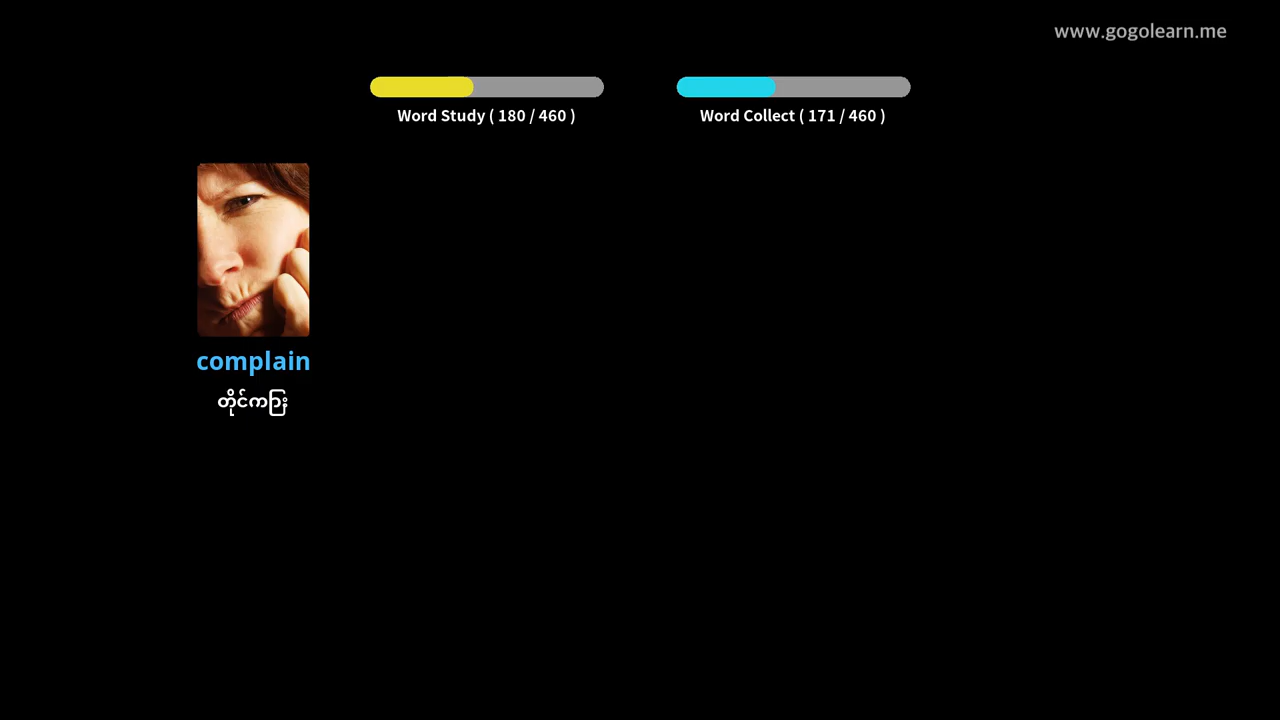 www.gogolearn.me
Word Study ( 180 / 460 )
Word Collect ( 171 / 460 )
complain
တိုင်ကြား